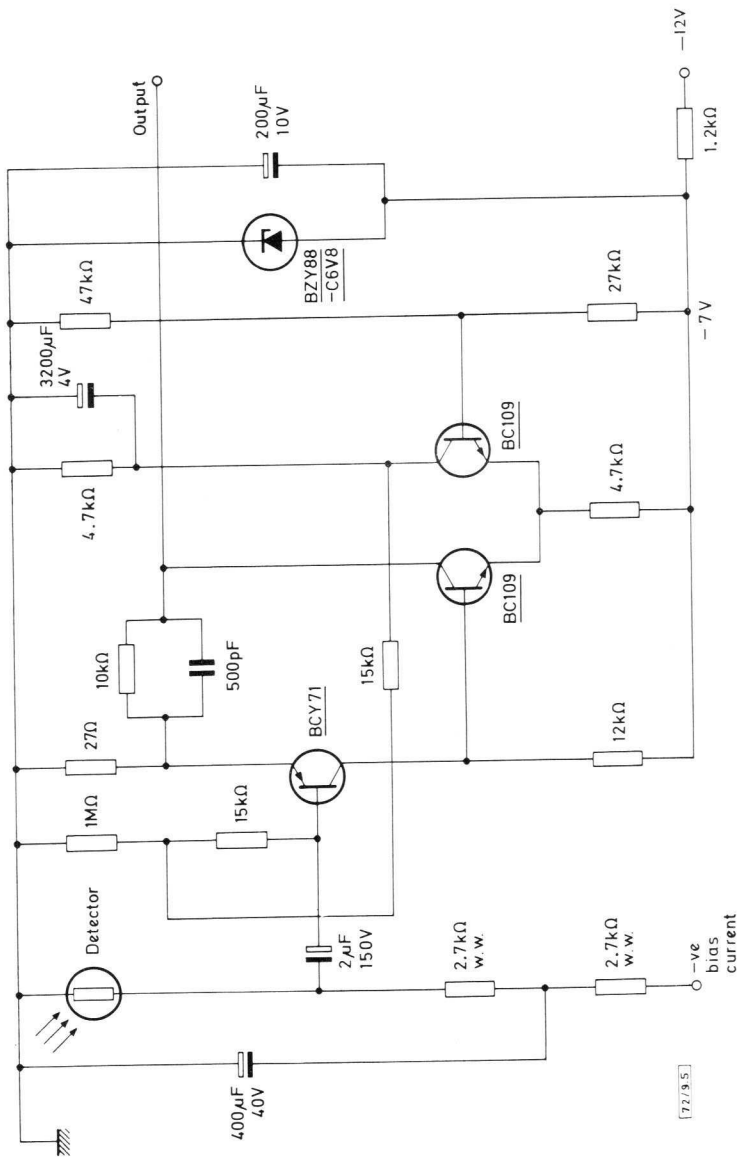 Output
200µF
10V
BZY88
-C6V8
47kΩ
3200µF
4V
4.7kΩ
10kΩ
500pF
27Ω
1MΩ
15kΩ
Detector
400µF
40V
2µF
150V
BCY71
15kΩ
BC109
BC109
2.7kΩ
w.w.
2.7kΩ
w.w.
-ve
bias
current
12kΩ
4.7kΩ
27kΩ
-7V
1.2kΩ
-12V
72/9.5